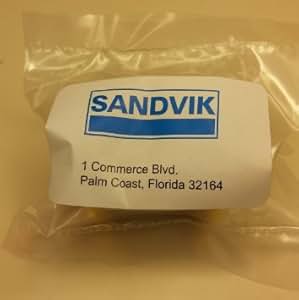 SANDVIK
1 Commerce Blvd.
Palm Coast, Florida 32164